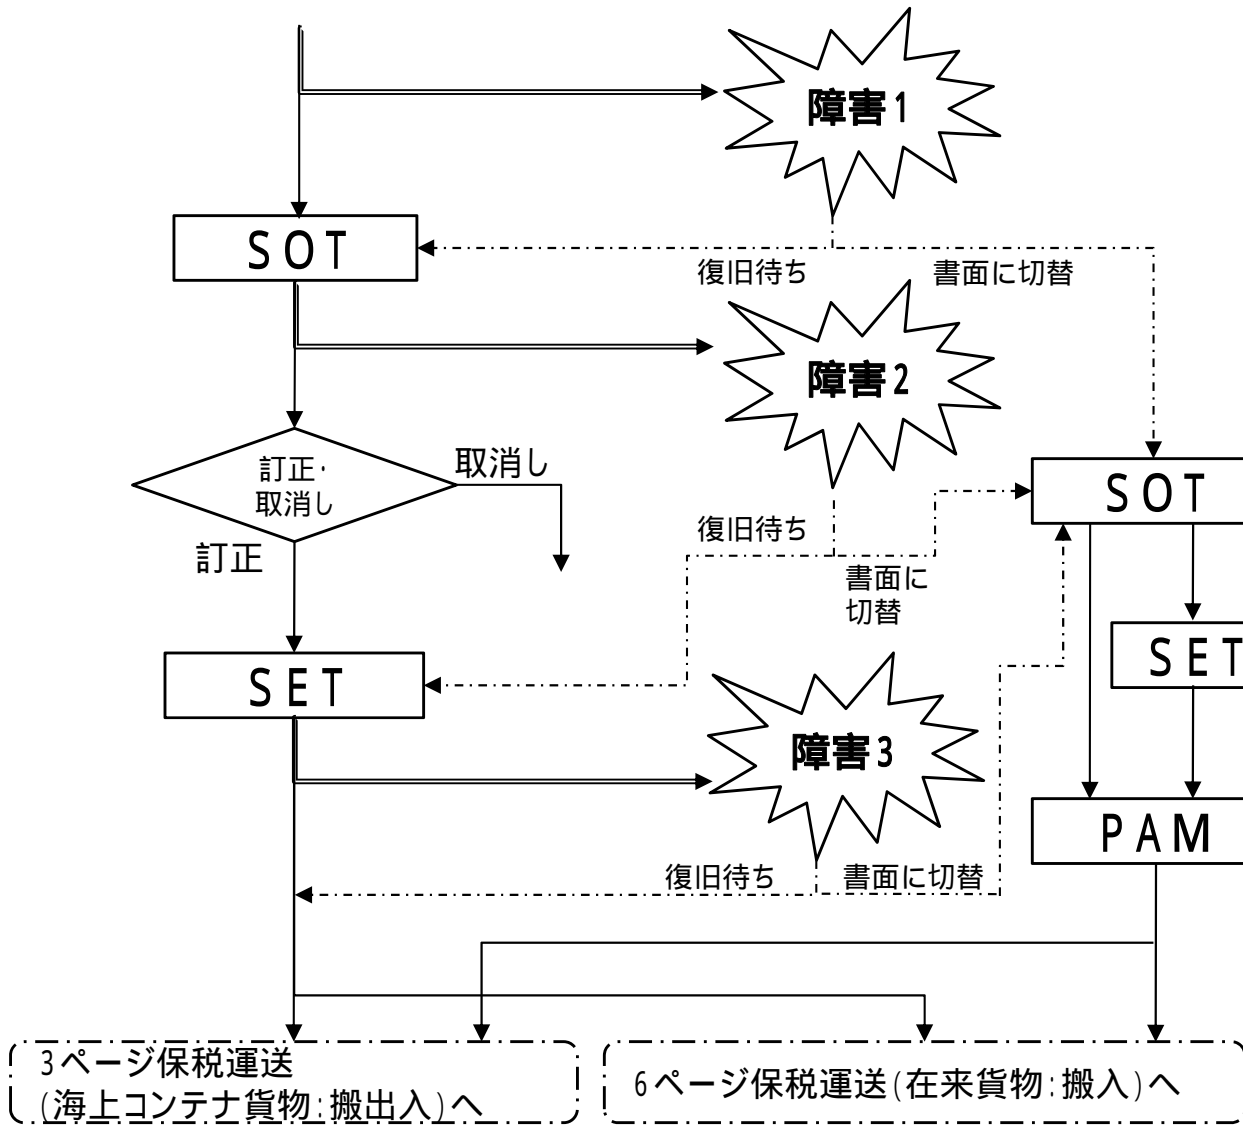 障害1
SOT
復旧待ち
書面に切替
障害2
訂正・
取消し
取消し
SOT
復旧待ち
訂正
書面に
切替
SET
SET
障害3
PAM
復旧待ち
書面に切替
3ページ保税運送
(海上コンテナ貨物:搬出入)へ
6ページ保税運送(在来貨物:搬入)へ